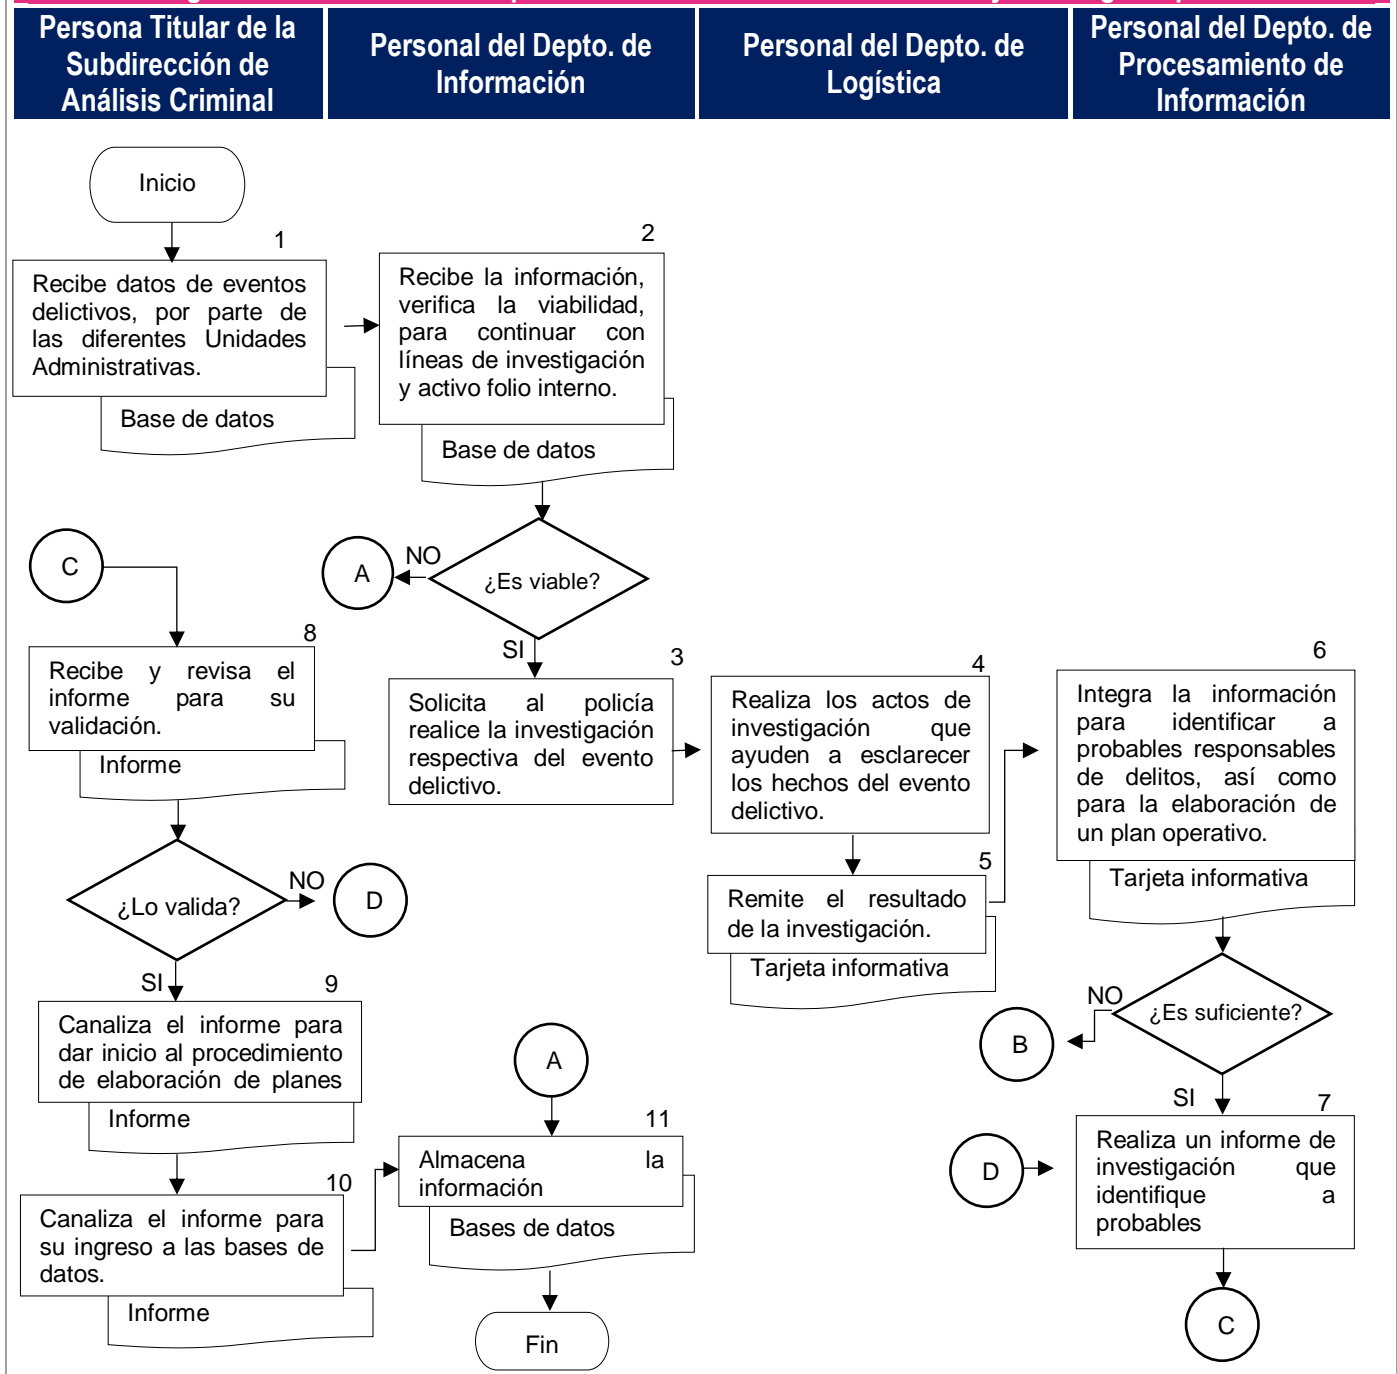 Persona Titular de la
Subdirección de
Análisis Criminal
Personal del Depto. de
Información
Personal del Depto. de
Logística
Personal del Depto. de
Procesamiento de
Información
Inicio
1
Recibe datos de eventos
delictivos, por parte de
las diferentes Unidades
Administrativas.
Base de datos
2
Recibe la información,
verifica la viabilidad,
para continuar con
líneas de investigación
y activo folio interno.
Base de datos
¿Es viable?
NO
A
SI
3
Solicita al policía
realice la investigación
respectiva del evento
delictivo.
4
Realiza los actos de
investigación que
ayuden a esclarecer
los hechos del evento
delictivo.
5
Remite el resultado
de la investigación.
Tarjeta informativa
6
Integra la información
para identificar a
probables responsables
de delitos, así como
para la elaboración de
un plan operativo.
Tarjeta informativa
¿Es suficiente?
NO
B
SI
7
D
Realiza un informe de
investigación que
identifique a
probables
C
C
8
Recibe y revisa el
informe para su
validación.
Informe
¿Lo valida?
NO
D
SI
9
Canaliza el informe para
dar inicio al procedimiento
de elaboración de planes
Informe
10
Canaliza el informe para
su ingreso a las bases de
datos.
Informe
A
11
Almacena la
información
Bases de datos
Fin